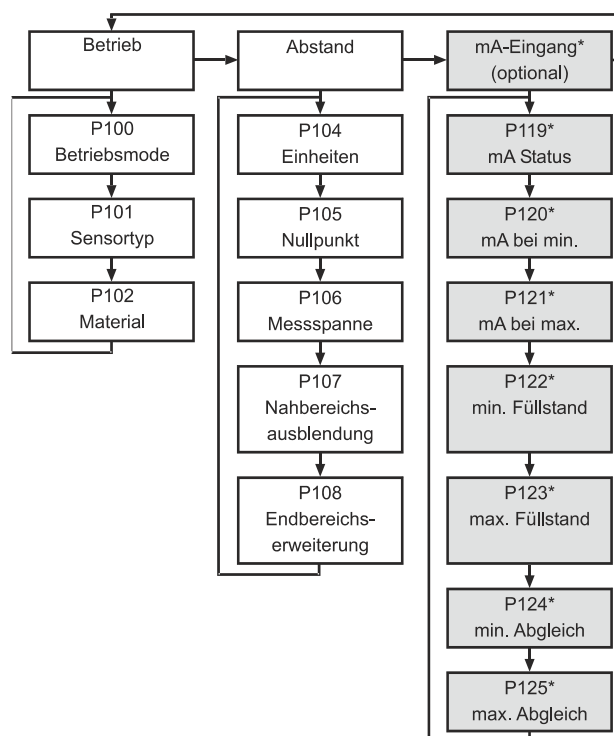 Betrieb
P100
Betriebsmode
P101
Sensortyp
P102
Material
Abstand
P104
Einheiten
P105
Nullpunkt
P106
Messspanne
P107
Nahbereichs-
ausblendung
P108
Endbereichs-
erweiterung
mA-Eingang*
(optional)
P119*
mA Status
P120*
mA bei min.
P121*
mA bei max.
P122*
min. Füllstand
P123*
max. Füllstand
P124*
min. Abgleich
P125*
max. Abgleich